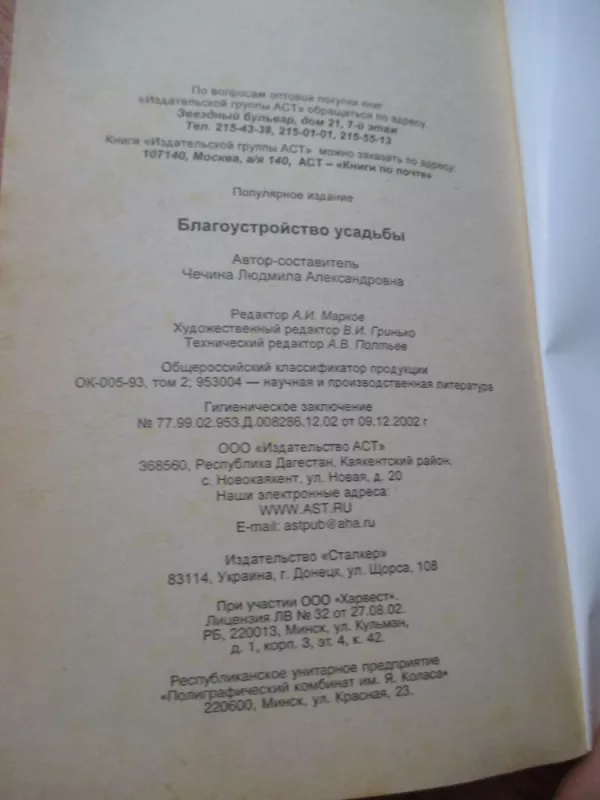 По вопросам оптовой покупки книг
«Издательской группы АСТ» обращаться по адресу:
Звездный бульвар, дом 21, 7-й этаж
Тел. 215-43-38, 215-01-01, 215-55-13
Книги «Издательской группы АСТ» можно заказать по адресу:
107140, Москва, а/я 140, АСТ – «Книги по почте»
Популярное издание
Благоустройство усадьбы
Автор-составитель
Чечина Людмила Александровна
Редактор А.И. Марков
Художественный редактор В.И. Гринько
Технический редактор А.В. Полтьев
Общероссийский классификатор продукции
ОК-005-93, том 2; 953004 — научная и производственная литература
Гигиеническое заключение
№ 77.99.02.953.Д.008286.12.02 от 09.12.2002 г.
ООО «Издательство АСТ»
368560, Республика Дагестан, Каякентский район,
с. Новокаякент, ул. Новая, д. 20
Наши электронные адреса:
WWW.AST.RU
E-mail: astpub@aha.ru
Издательство «Сталкер»
83114, Украина, г. Донецк, ул. Щорса, 108
При участии ООО «Харвест».
Лицензия ЛВ № 32 от 27.08.02.
РБ, 220013, Минск, ул. Кульман,
д. 1, корп. 3, эт. 4, к. 42.
Республиканское унитарное предприятие
«Полиграфический комбинат им. Я. Коласа»
220600, Минск, ул. Красная, 23.